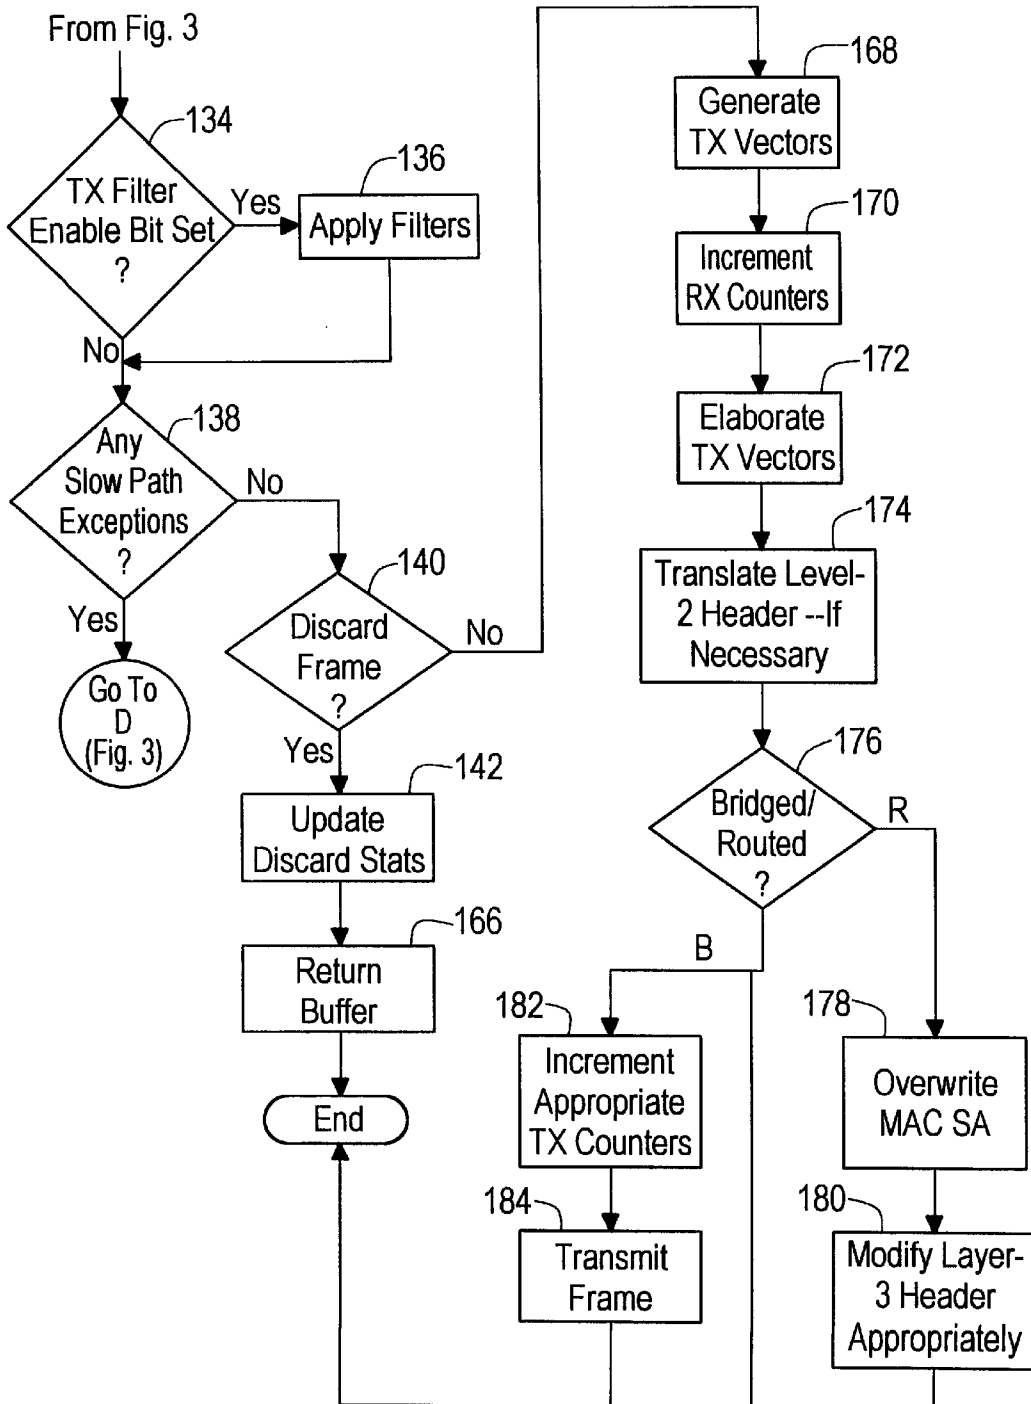 From Fig. 3
134
TX Filter
Enable Bit Set
?
Yes
136
Apply Filters
No
138
Any
Slow Path
Exceptions
?
No
Yes
Go To
D
(Fig. 3)
140
Discard
Frame
?
No
Yes
142
Update
Discard Stats
166
Return
Buffer
End
168
Generate
TX Vectors
170
Increment
RX Counters
172
Elaborate
TX Vectors
174
Translate Level-
2 Header --If
Necessary
176
Bridged/
Routed
?
R
B
182
Increment
Appropriate
TX Counters
184
Transmit
Frame
178
Overwrite
MAC SA
180
Modify Layer-
3 Header
Appropriately